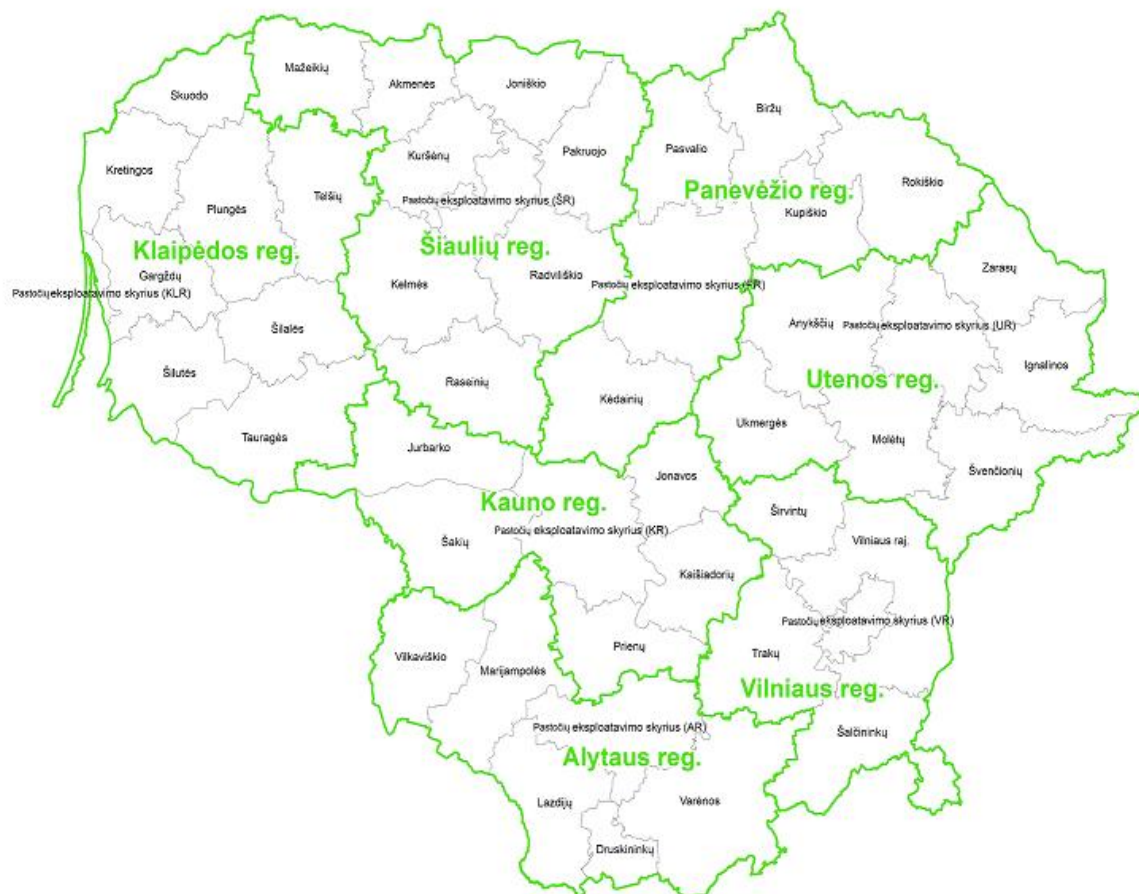 Mažeikių
Akmenės
Joniškio
Skuodo
Biržų
Pasvalio
Kuršėnų
Pakruojo
Kretingos
Telšių
Rokiškio
Panevėžio reg.
Pastočių eksploatavimo skyrius (ŠR)
Plungės
Kupiškio
Klaipėdos reg.
Šiaulių reg.
Zarasų
Gargždų
Radviliškio
Kelmės
Pastočių eksploatavimo skyrius (PR)
Pastočių eksploatavimo skyrius (KLR)
Anykščių
Pastočių eksploatavimo skyrius (UR)
Šilalės
Ignalinos
Šilutės
Raseinių
Utenos reg.
Kėdainių
Ukmergės
Tauragės
Molėtų
Jurbarko
Švenčionių
Jonavos
Kauno reg.
Širvintų
Pastočių eksploatavimo skyrius (KR)
Šakių
Vilniaus raj.
Kaišiadorių
Pastočių eksploatavimo skyrius (VR)
Prienų
Trakų
Vilkaviškio
Marijampolės
Vilniaus reg.
Pastočių eksploatavimo skyrius (AR)
Šalčininkų
Alytaus reg.
Lazdijų
Varėnos
Druskininkų